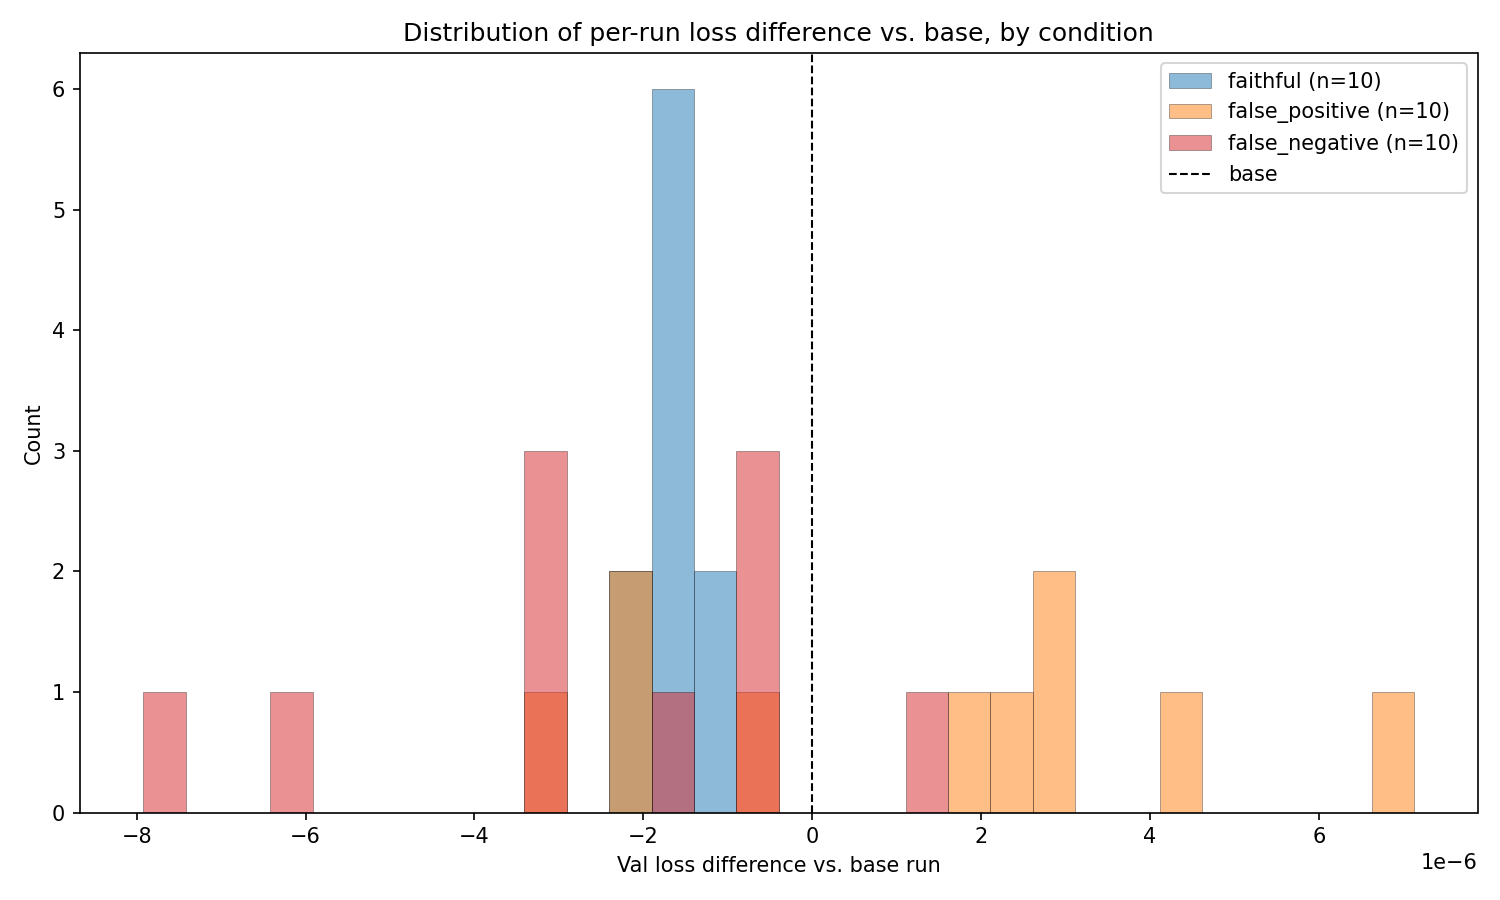 Distribution of per-run loss difference vs. base, by condition
faithful (n=10)
false_positive (n=10)
false_negative (n=10)
base
6
5
4
3
2
1
0
Count
−8 −6 −4 −2 0 2 4 6
1e−6
Val loss difference vs. base run